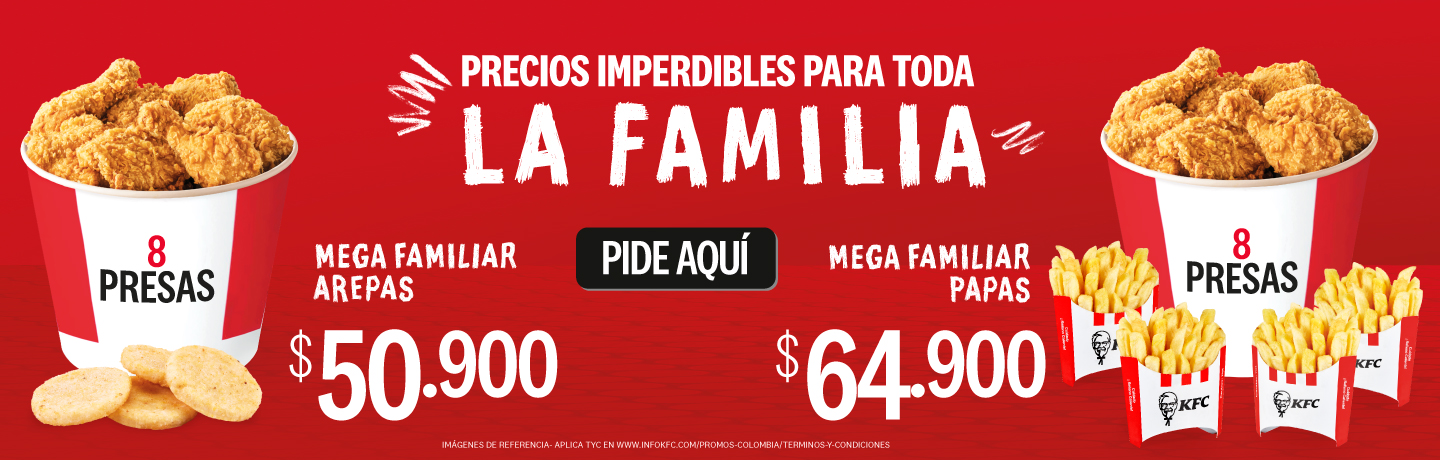 PRECIOS IMPERDIBLES PARA TODA
LA FAMILIA
8
PRESAS
MEGA FAMILIAR
AREPAS
$50.900
PIDE AQUÍ
MEGA FAMILIAR
PAPAS
$64.900
8
PRESAS
KFC
KFC
KFC
IMÁGENES DE REFERENCIA- APLICA TYC EN WWW.INFOKFC.COM/PROMOS-COLOMBIA/TERMINOS-Y-CONDICIONES